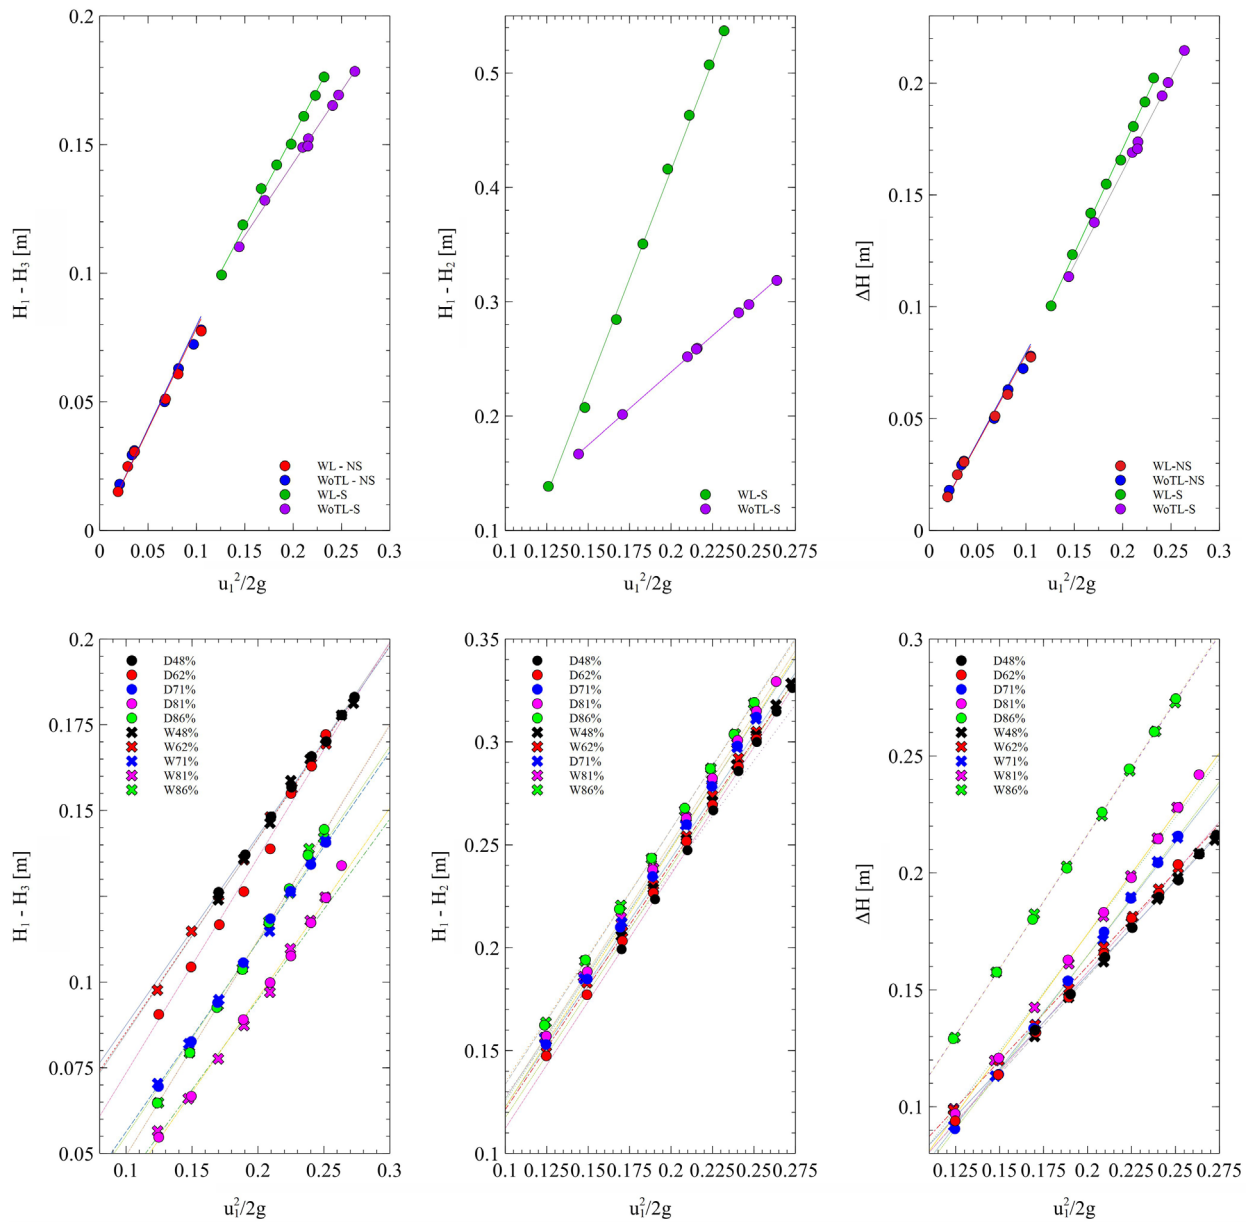 0.2
0.15
0.1
0.05
0
H₁ - H₃ [m]
WL - NS
WoTL - NS
WL-S
WoTL-S
0 0.05 0.1 0.15 0.2 0.25 0.3
u₁²/2g
0.5
0.4
0.3
0.2
0.1
H₁ - H₂ [m]
WL-S
WoTL-S
0.1 0.125 0.15 0.175 0.2 0.225 0.25 0.275
u₁²/2g
0.2
0.15
0.1
0.05
0
ΔH [m]
WL-NS
WoTL-NS
WL-S
WoTL-S
0 0.05 0.1 0.15 0.2 0.25 0.3
u₁²/2g
0.2
0.175
0.15
0.125
0.1
0.075
0.05
H₁ - H₃ [m]
D48%
D62%
D71%
D81%
D86%
W48%
W62%
W71%
W81%
W86%
0.1 0.15 0.2 0.25 0.3
u₁²/2g
0.35
0.3
0.25
0.2
0.15
0.1
H₁ - H₂ [m]
D48%
D62%
D71%
D81%
D86%
W48%
W62%
D71%
W81%
W86%
0.1 0.125 0.15 0.175 0.2 0.225 0.25 0.275
u₁²/2g
0.3
0.25
0.2
0.15
0.1
ΔH [m]
D48%
D62%
D71%
D81%
D86%
W48%
W62%
W71%
W81%
W86%
0.125 0.15 0.175 0.2 0.225 0.25 0.275
u₁²/2g